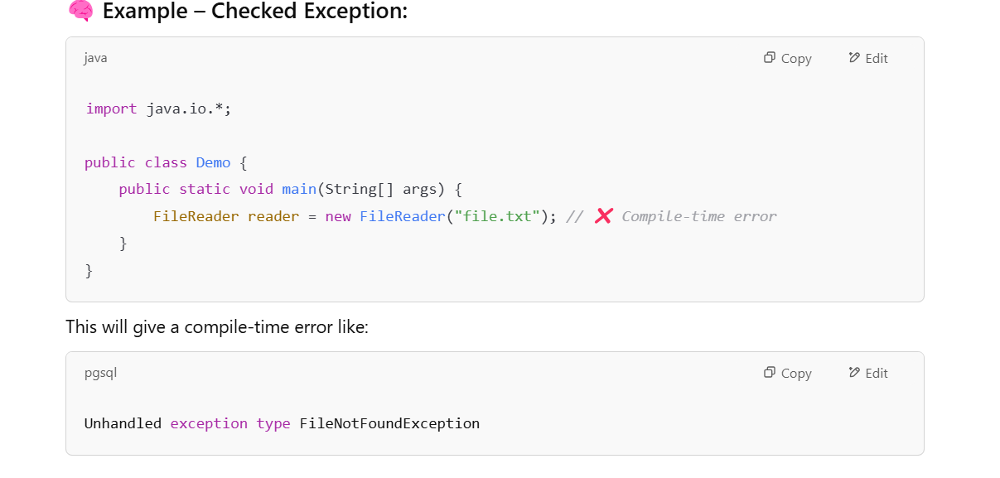 🧠 Example – Checked Exception:
java
Copy
Edit
import java.io.*;
public class Demo {
public static void main(String[] args) {
FileReader reader = new FileReader("file.txt"); // ❌ Compile-time error
}
}
This will give a compile-time error like:
pgsql
Copy
Edit
Unhandled exception type FileNotFoundException